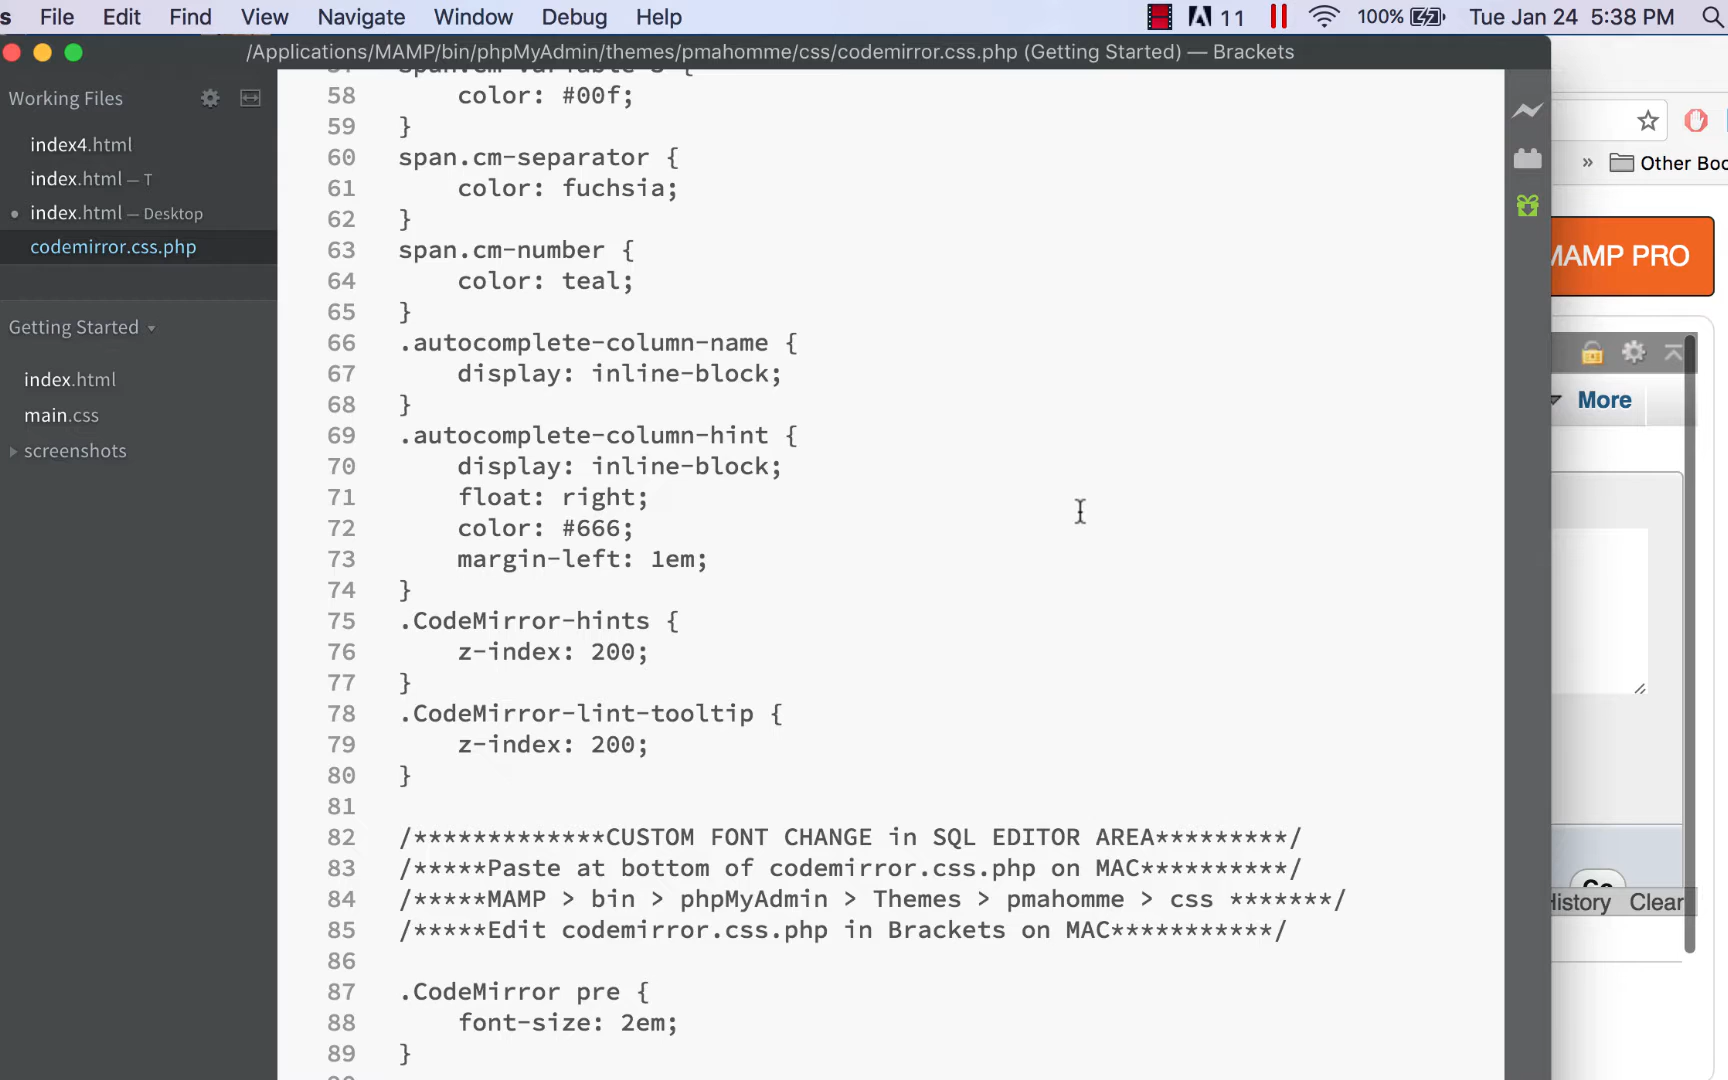 s File Edit Find View Navigate Window Debug Help 11 100% Tue Jan 24 5:38 PM
/Applications/MAMP/bin/phpMyAdmin/themes/pmahomme/css/codemirror.css.php (Getting Started) — Brackets
Working Files
index4.html
index.html — T
index.html — Desktop
codemirror.css.php
Getting Started
index.html
main.css
screenshots
58 color: #00f;
59 }
60 span.cm-separator {
61 color: fuchsia;
62 }
63 span.cm-number {
64 color: teal;
65 }
66 .autocomplete-column-name {
67 display: inline-block;
68 }
69 .autocomplete-column-hint {
70 display: inline-block;
71 float: right;
72 color: #666;
73 margin-left: 1em;
74 }
75 .CodeMirror-hints {
76 z-index: 200;
77 }
78 .CodeMirror-lint-tooltip {
79 z-index: 200;
80 }
81
82 /*************CUSTOM FONT CHANGE in SQL EDITOR AREA*********/
83 /*****Paste at bottom of codemirror.css.php on MAC**********/
84 /*****MAMP > bin > phpMyAdmin > Themes > pmahomme > css *******/
85 /*****Edit codemirror.css.php in Brackets on MAC***********/
86
87 .CodeMirror pre {
88 font-size: 2em;
89 }
» Other Boo
MAMP PRO
More
Go
History Clear